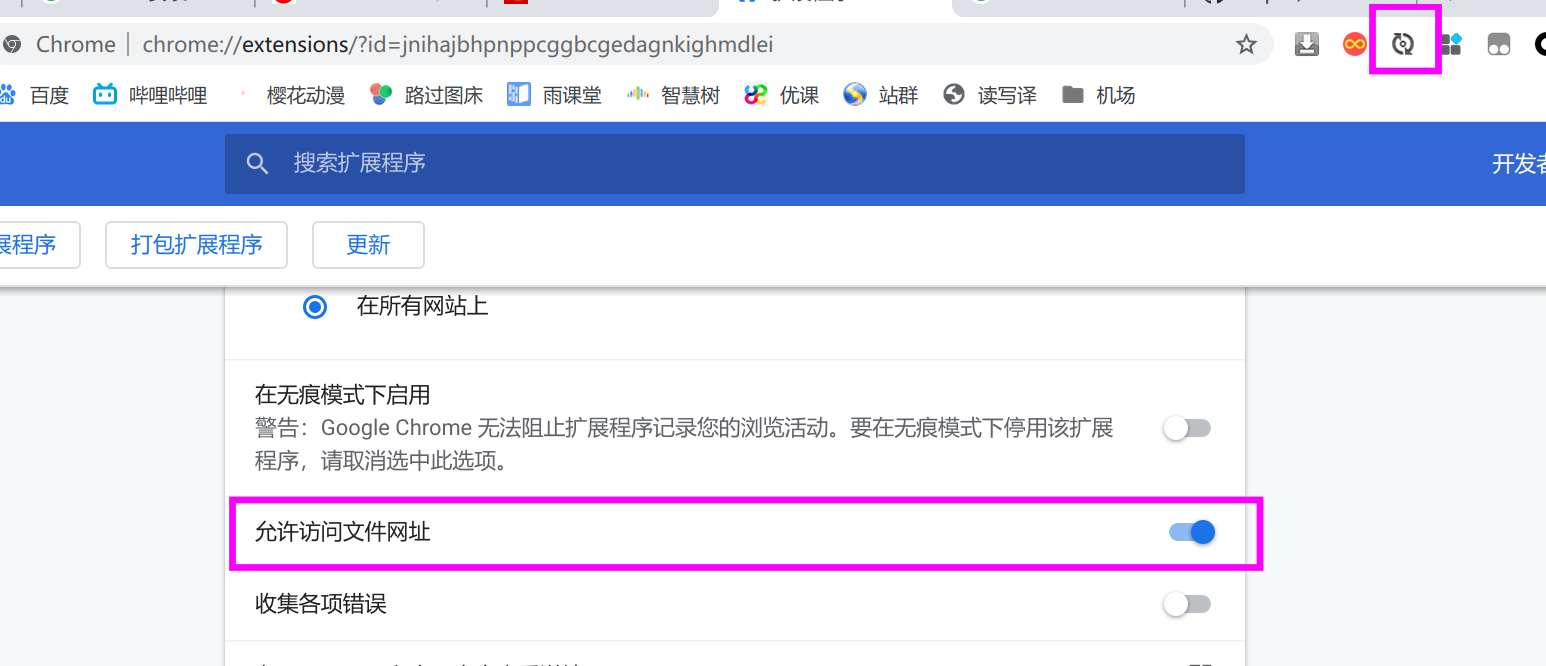 Chrome | chrome://extensions/?id=jnihajbhpnppcggbcgedagnkighmdlei
百度 哔哩哔哩 樱花动漫 路过图床 雨课堂 智慧树 优课 站群 读写译 机场
搜索扩展程序
开发者
展程序 打包扩展程序 更新
在所有网站上
在无痕模式下启用
警告：Google Chrome 无法阻止扩展程序记录您的浏览活动。要在无痕模式下停用该扩展
程序，请取消选中此选项。
允许访问文件网址
收集各项错误